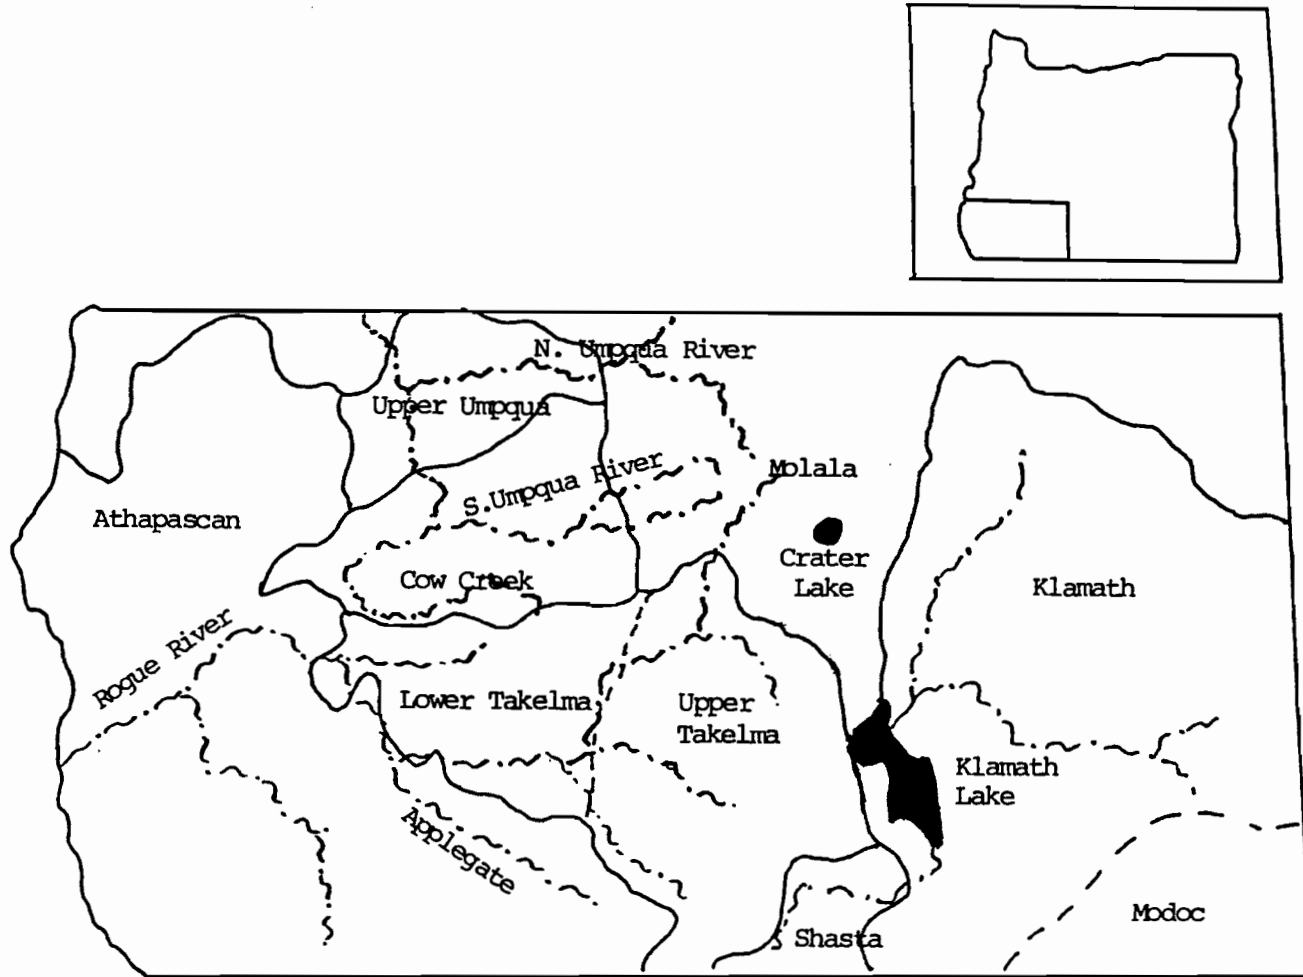 N. Umpqua River
Upper Umpqua
S.Umpqua River
Molala
Athapascan
Crater
Lake
Cow Creek
Klamath
Rogue River
Lower Takelma
Upper
Takelma
Klamath
Lake
Applegate
Modoc
Shasta